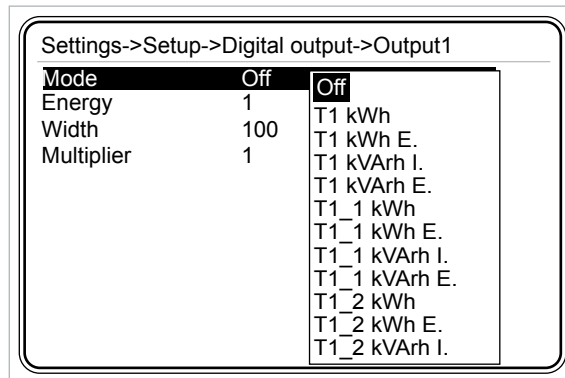 Settings->Setup->Digital output->Output1
Mode Off
Energy 1
Width 100
Multiplier 1
Off
T1 kWh
T1 kWh E.
T1 kVArh I.
T1 kVArh E.
T1_1 kWh
T1_1 kWh E.
T1_1 kVArh I.
T1_1 kVArh E.
T1_2 kWh
T1_2 kWh E.
T1_2 kVArh I.